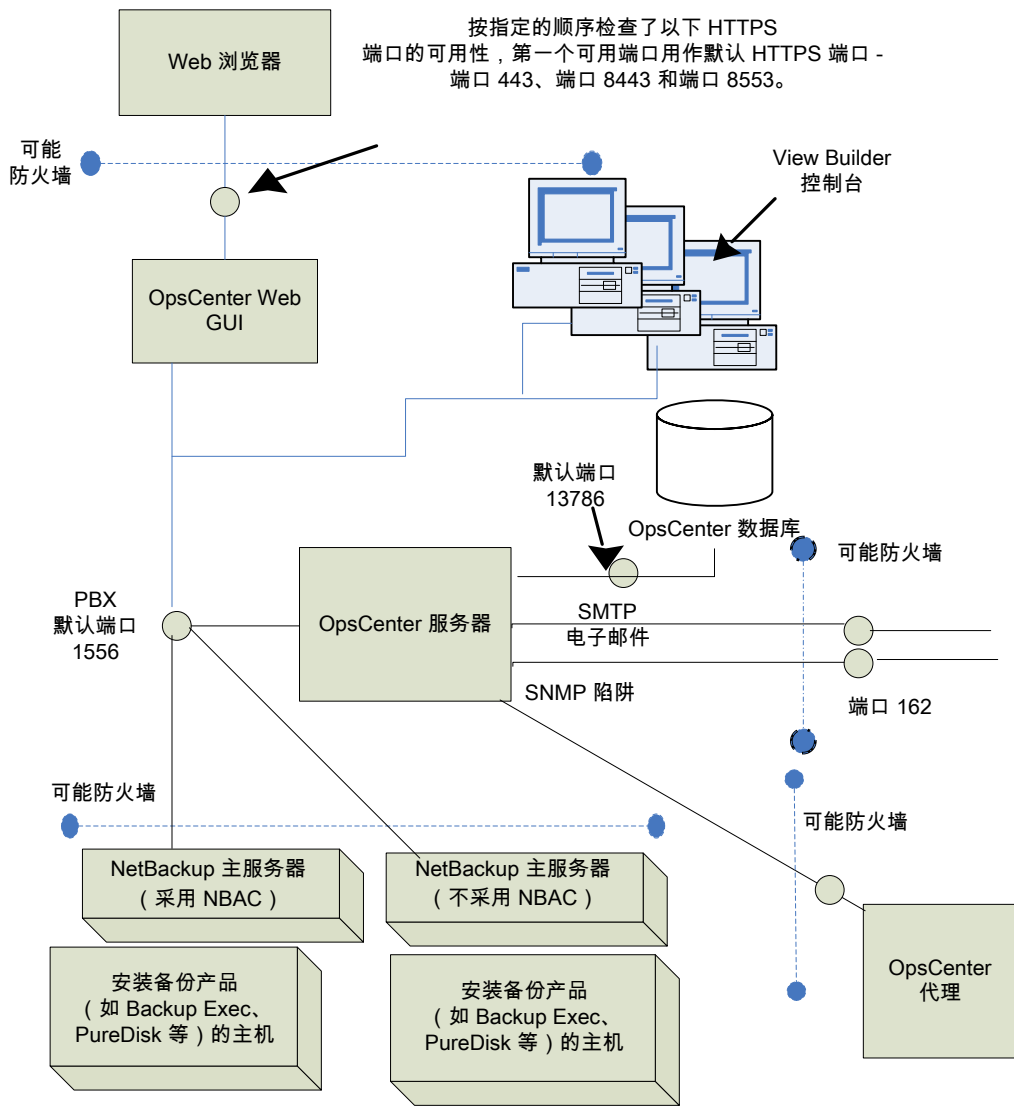 按指定的顺序检查了以下 HTTPS
端口的可用性，第一个可用端口用作默认 HTTPS 端口 -
端口 443、端口 8443 和端口 8553。
Web 浏览器
可能
防火墙
View Builder
控制台
OpsCenter Web
GUI
默认端口
13786
OpsCenter 数据库
可能防火墙
PBX
默认端口
1556
OpsCenter 服务器
SMTP
电子邮件
SNMP 陷阱
端口 162
可能防火墙
可能防火墙
NetBackup 主服务器
（采用 NBAC）
NetBackup 主服务器
（不采用 NBAC）
安装备份产品
（如 Backup Exec、
PureDisk 等）的主机
安装备份产品
（如 Backup Exec、
PureDisk 等）的主机
OpsCenter
代理